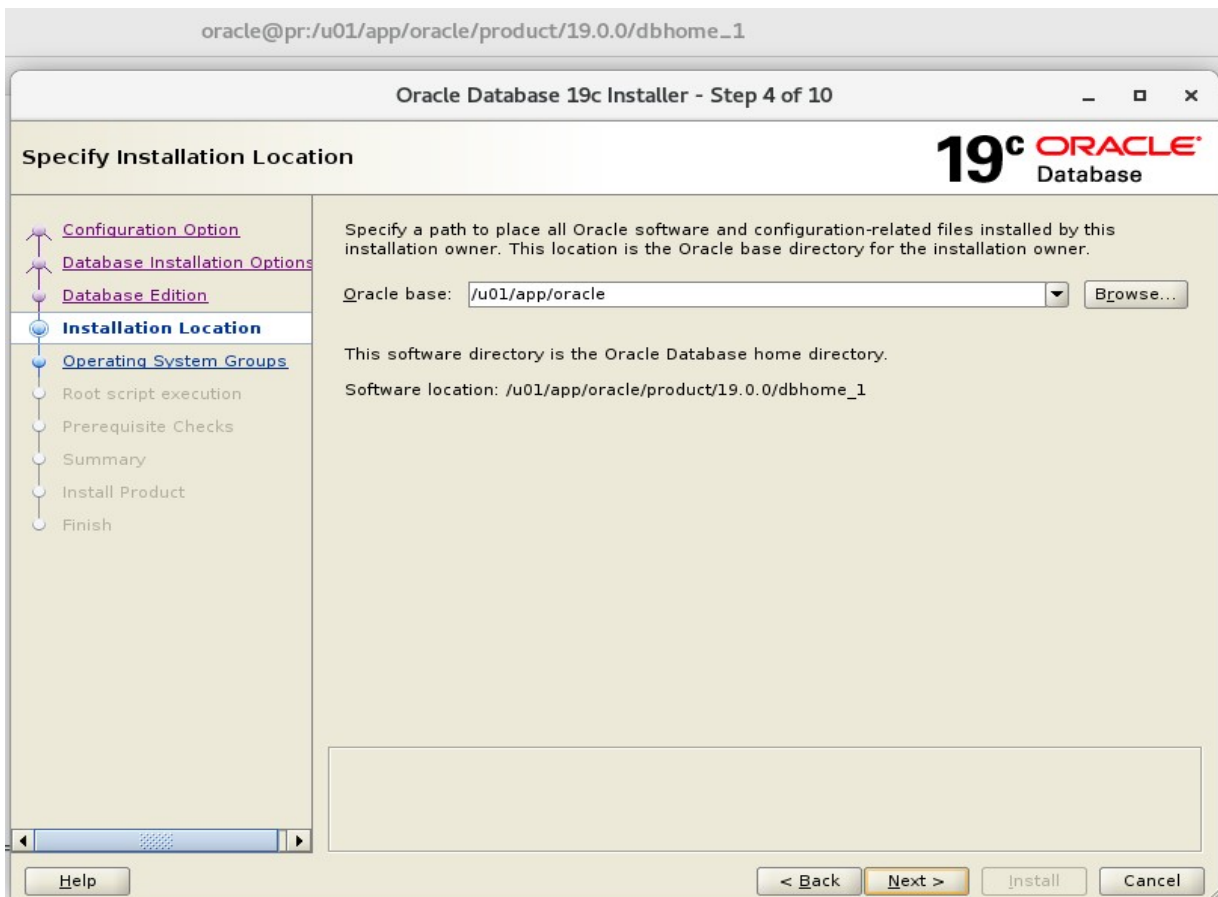 oracle@pr:/u01/app/oracle/product/19.0.0/dbhome_1
Oracle Database 19c Installer - Step 4 of 10
Specify Installation Location
19c ORACLE
Database
Configuration Option
Database Installation Options
Database Edition
Installation Location
Operating System Groups
Root script execution
Prerequisite Checks
Summary
Install Product
Finish
Specify a path to place all Oracle software and configuration-related files installed by this
installation owner. This location is the Oracle base directory for the installation owner.
Oracle base: /u01/app/oracle Browse...
This software directory is the Oracle Database home directory.
Software location: /u01/app/oracle/product/19.0.0/dbhome_1
Help < Back Next > Install Cancel